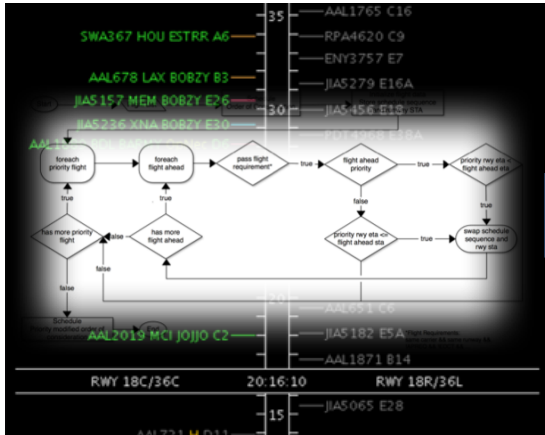 35
AAL1765 C16
SWA367 HOU ESTRR A6
RPA4620 C9
ENY3757 E7
AAL678 LAX BOBZY B3
JIA5279 E16A
JIA5157 MEM BOBZY E26
30
JIA5236 XNA BOBZY E30
foreach
priority flight
foreach
flight ahead
pass flight
requirement*
true
flight ahead
priority
true
priority rwy eta <
flight ahead eta
true
true
false
true
has more priority
flight
false
has more
flight ahead
priority rwy eta <=
flight ahead sta
true
swap schedule
sequence and
rwy sta
false
false
20
Schedule
AAL651 C6
AAL2019 MCI JOJJO C2
JIA5182 E5A
AAL1871 B14
RWY 18C/36C
20:16:10
RWY 18R/36L
JIA5065 E28
15